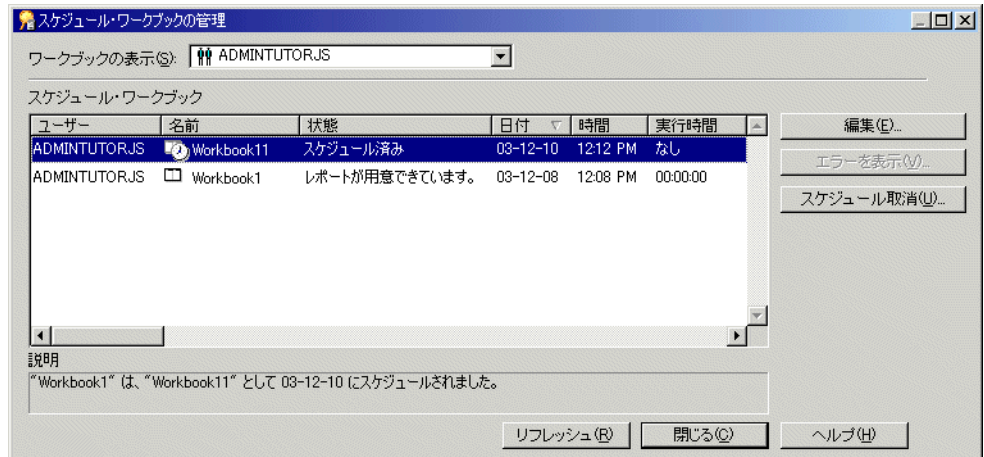 スケジュール・ワークブックの管理
ワークブックの表示(S): ADMINTUTORJS
スケジュール・ワークブック
ユーザー 名前 状態 日付 時間 実行時間
ADMINTUTORJS Workbook11 スケジュール済み 03-12-10 12:12 PM なし
ADMINTUTORJS Workbook1 レポートが用意できています。 03-12-08 12:08 PM 00:00:00
編集(E)...
エラーを表示(V)...
スケジュール取消(U)...
説明
"Workbook1" は、"Workbook11" として 03-12-10 にスケジュールされました。
リフレッシュ(R) 閉じる(C) ヘルプ(H)